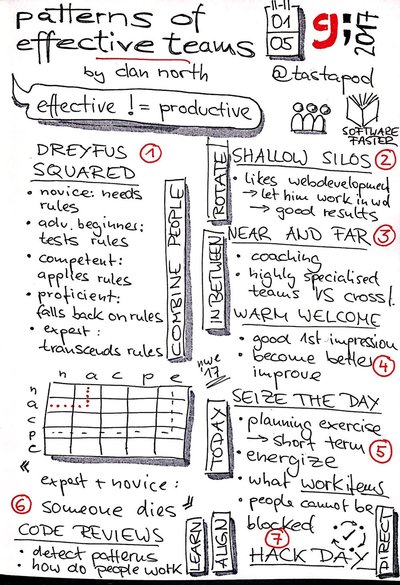 patterns of
effective teams
by dan north
11-11
01
05
g;
2017
@tastapod
effective != productive
SOFTWARE
FASTER
DREYFUS ①
SQUARED
• novice: needs
rules
• adv. beginner:
tests rules
• competent:
applies rules
• proficient:
falls back on rules
• expert:
transcends rules
COMBINE PEOPLE
n a c p e
n
a
c
p
e
nwe
'17
"expert + novice:
⑥ someone dies"
CODE REVIEWS
• detect patterns
• how do people work
LEARN
ROTATE
SHALLOW SILOS ②
• likes webdevelopment
→ let him work in wd
→ good results
IN BETWEEN
NEAR AND FAR ③
• coaching
• highly specialised
teams VS cross/.
WARM WELCOME
• good 1st impression
• become better ④
improve
TODAY
SEIZE THE DAY
• planning exercise
→ short term ⑤
• energize
• what workitems
• people cannot be
blocked
ALIGN
⑦
HACK DAY
DIRECT